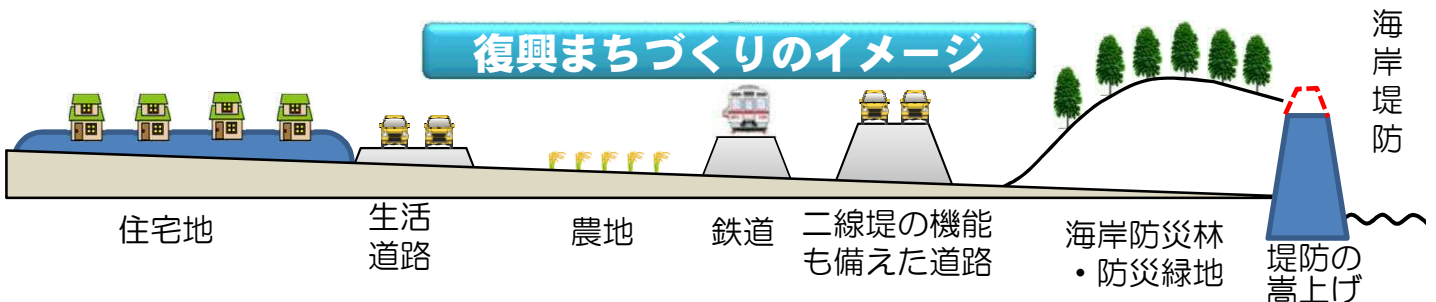 復興まちづくりのイメージ
海岸堤防
住宅地
生活
道路
農地
鉄道
二線堤の機能
も備えた道路
海岸防災林
・防災緑地
堤防の
嵩上げ